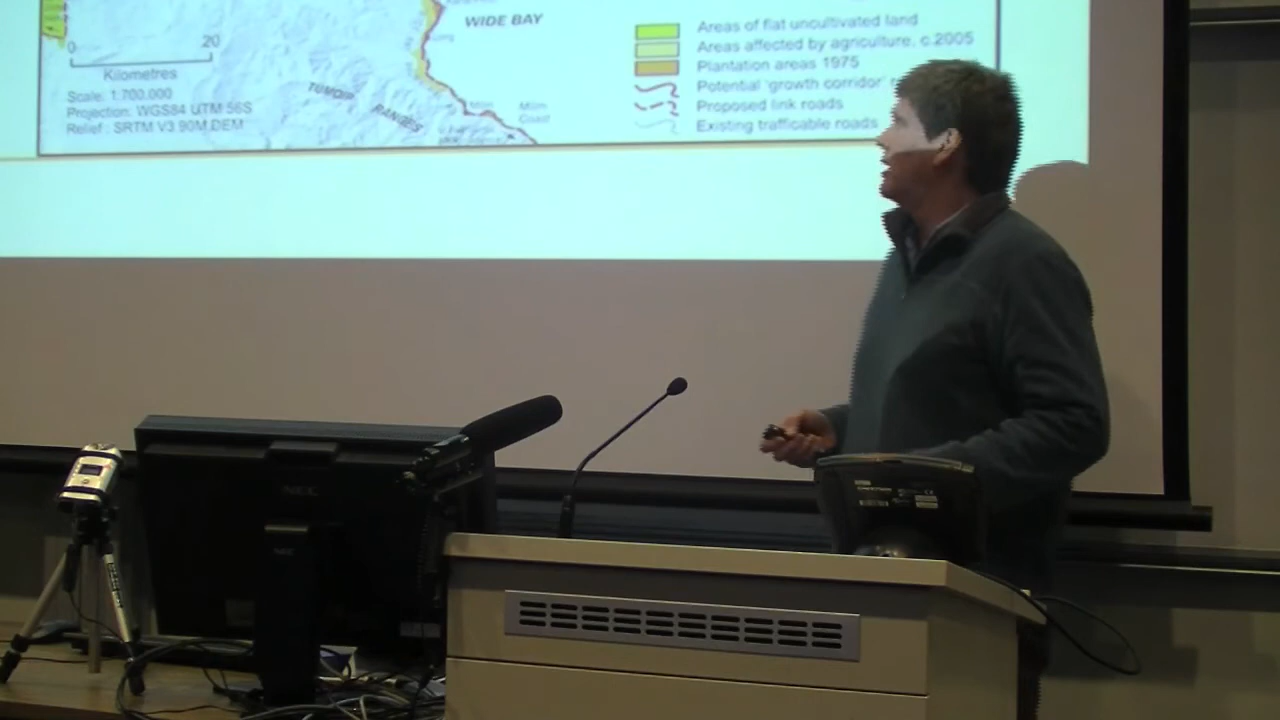 WIDE BAY
0 20
Kilometres
Scale: 1:700.000
Projection: WGS84 UTM 56S
Relief: SRTM V3 90M DEM
RANGES
Areas of flat uncultivated land
Areas affected by agriculture, c.2005
Plantation areas 1975
Potential 'growth corridor'
Proposed link roads
Existing trafficable roads
NEC